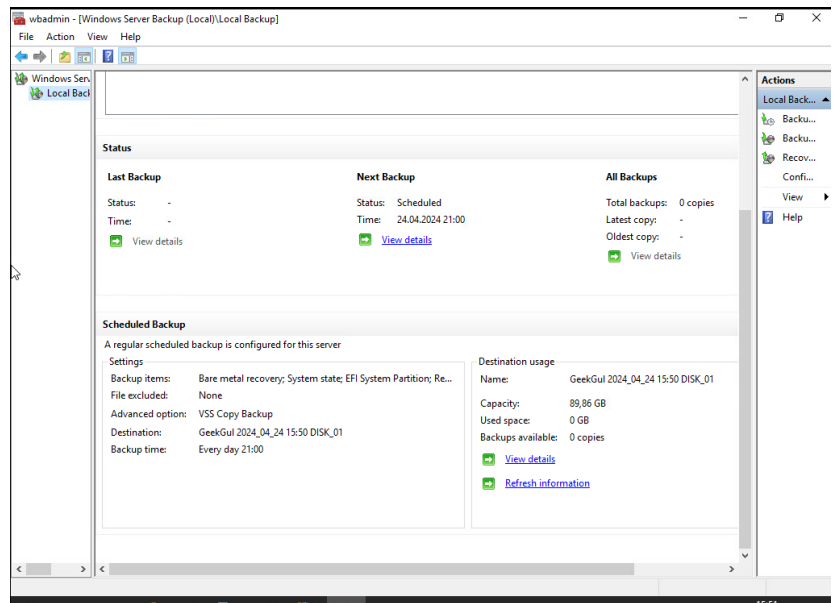 wbadmin - [Windows Server Backup (Local)\Local Backup]
File Action View Help
Windows Serv
Local Back
Actions
Local Back...
Backu...
Backu...
Recov...
Confi...
View
Help
Status
Last Backup
Status: -
Time: -
View details
Next Backup
Status: Scheduled
Time: 24.04.2024 21:00
View details
All Backups
Total backups: 0 copies
Latest copy: -
Oldest copy: -
View details
Scheduled Backup
A regular scheduled backup is configured for this server
Settings
Backup items: Bare metal recovery; System state; EFI System Partition; Re...
File excluded: None
Advanced option: VSS Copy Backup
Destination: GeekGul 2024_04_24 15:50 DISK_01
Backup time: Every day 21:00
Destination usage
Name: GeekGul 2024_04_24 15:50 DISK_01
Capacity: 89,86 GB
Used space: 0 GB
Backups available: 0 copies
View details
Refresh information